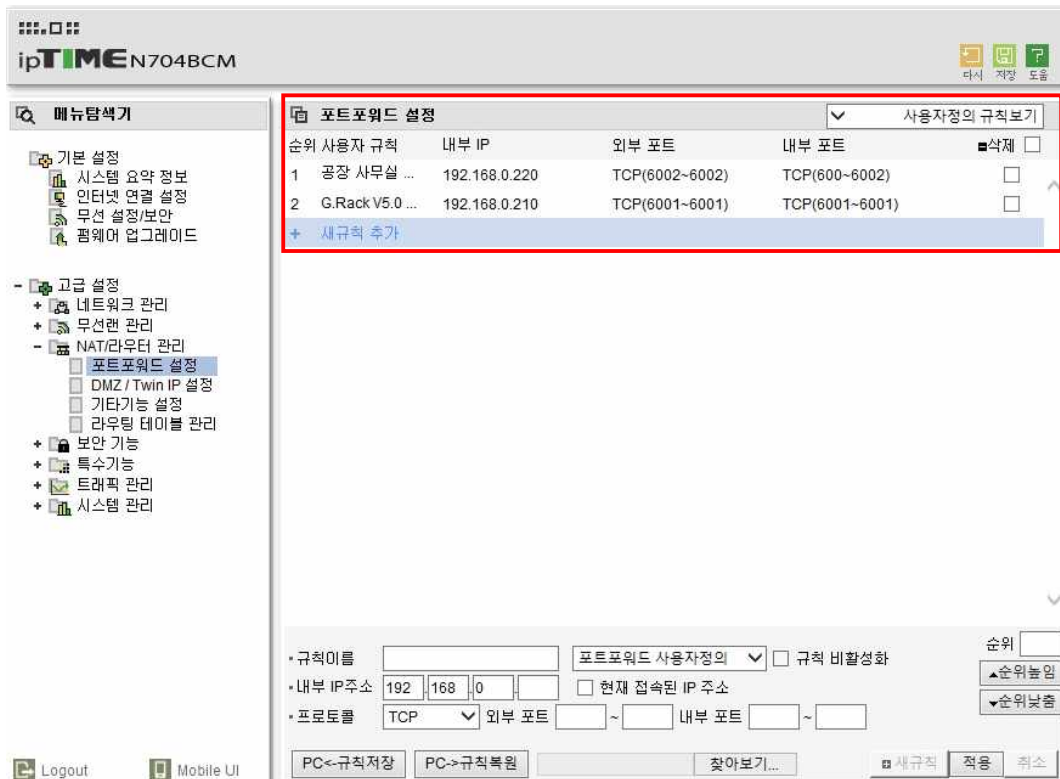 ipTIME N704BCM
다시 저장 도움
메뉴탐색기
기본 설정
시스템 요약 정보
인터넷 연결 설정
무선 설정/보안
펌웨어 업그레이드
고급 설정
네트워크 관리
무선랜 관리
NAT/라우터 관리
포트포워드 설정
DMZ / Twin IP 설정
기타기능 설정
라우팅 테이블 관리
보안 기능
특수기능
트래픽 관리
시스템 관리
Logout Mobile UI
포트포워드 설정 사용자정의 규칙보기
순위 사용자 규칙 내부 IP 외부 포트 내부 포트 삭제
1 공장 사무실 ... 192.168.0.220 TCP(6002~6002) TCP(600~6002)
2 G.Rack V5.0 ... 192.168.0.210 TCP(6001~6001) TCP(6001~6001)
+ 새규칙 추가
규칙이름 포트포워드 사용자정의 규칙 비활성화 순위
내부 IP주소 192 .168 .0 . 현재 접속된 IP 주소 ▲순위높임
프로토콜 TCP 외부 포트 ~ 내부 포트 ~ ▼순위낮춤
PC<-규칙저장 PC->규칙복원 찾아보기... 새규칙 적용 취소